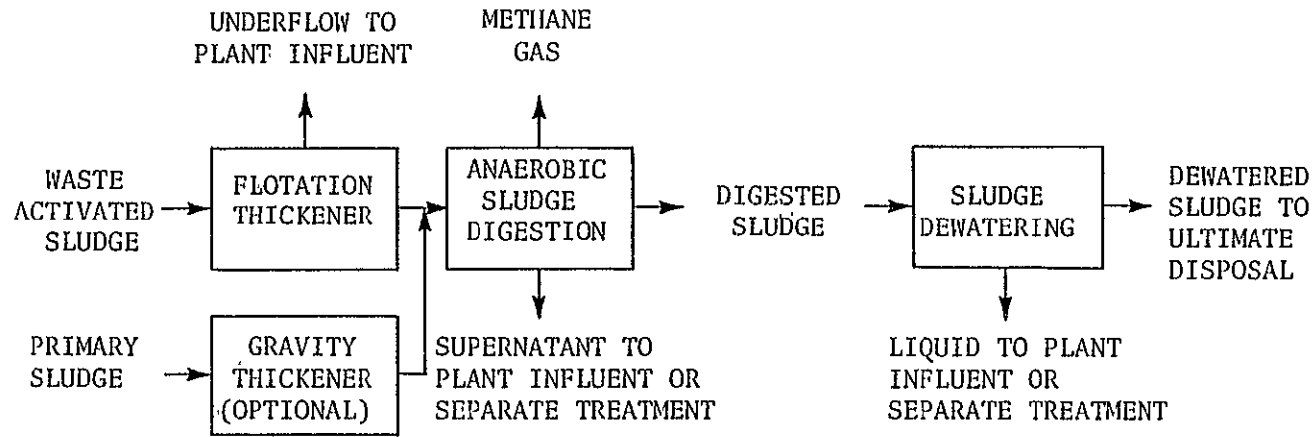 UNDERFLOW TO
PLANT INFLUENT
METHANE
GAS
WASTE
ACTIVATED
SLUDGE
FLOTATION
THICKENER
ANAEROBIC
SLUDGE
DIGESTION
DIGESTED
SLUDGE
SLUDGE
DEWATERING
DEWATERED
SLUDGE TO
ULTIMATE
DISPOSAL
PRIMARY
SLUDGE
GRAVITY
THICKENER
(OPTIONAL)
SUPERNATANT TO
PLANT INFLUENT OR
SEPARATE TREATMENT
LIQUID TO PLANT
INFLUENT OR
SEPARATE TREATMENT